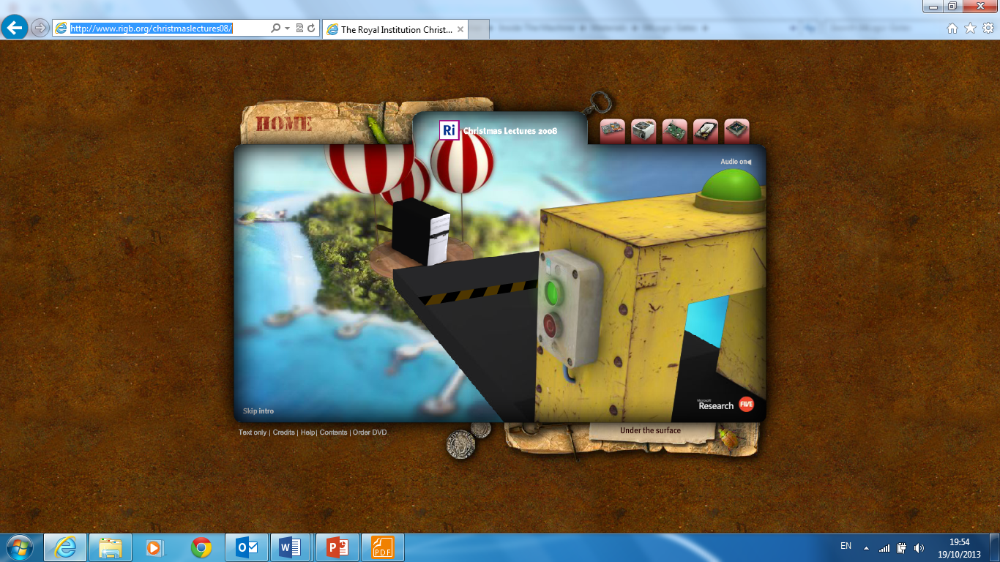 http://www.rigb.org/christmaslectures08/
The Royal Institution Christ...
HOME
Ri Christmas Lectures 2008
Audio on
Skip intro
Microsoft
Research FIVE
Text only | Credits | Help | Contents | Order DVD
Under the surface
PDF
EN
19:54
19/10/2013